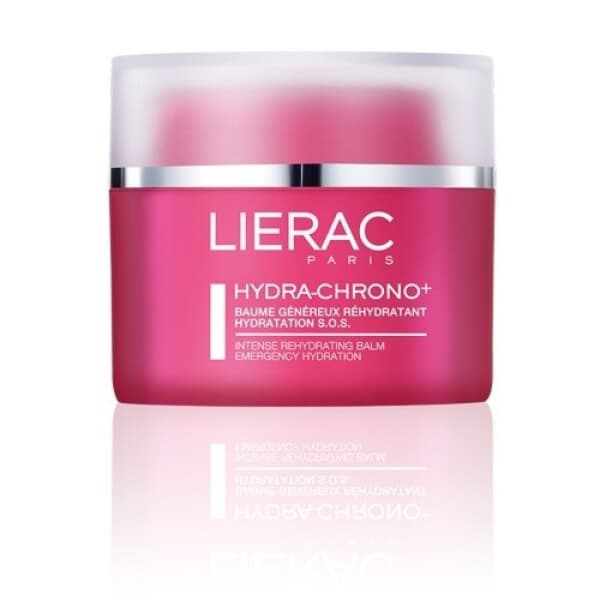 LIERAC
PARIS
HYDRA-CHRONO+
BAUME GÉNÉREUX RÉHYDRATANT
HYDRATATION S.O.S.
INTENSE REHYDRATING BALM
EMERGENCY HYDRATION